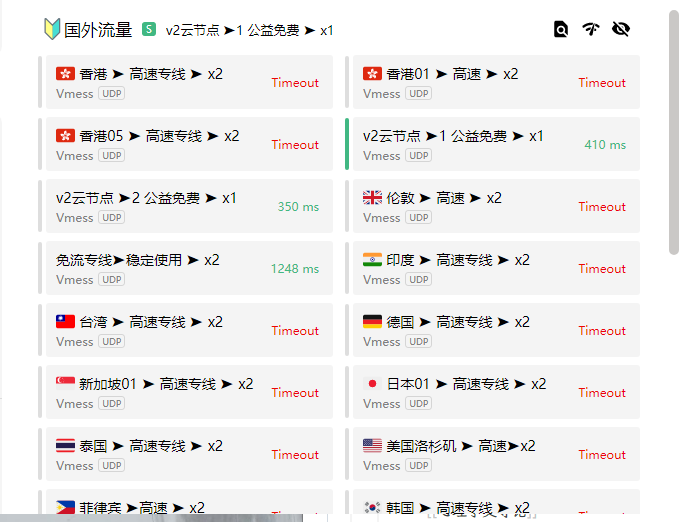 国外流量 S v2云节点 ➤1 公益免费 ➤ x1
香港 ➤ 高速专线 ➤ x2
Vmess UDP
Timeout
香港01 ➤ 高速 ➤ x2
Vmess UDP
Timeout
香港05 ➤ 高速专线 ➤ x2
Vmess UDP
Timeout
v2云节点 ➤1 公益免费 ➤ x1
Vmess UDP
410 ms
v2云节点 ➤2 公益免费 ➤ x1
Vmess UDP
350 ms
伦敦 ➤ 高速 ➤ x2
Vmess UDP
Timeout
免流专线➤稳定使用 ➤ x2
Vmess UDP
1248 ms
印度 ➤ 高速专线 ➤ x2
Vmess UDP
Timeout
台湾 ➤ 高速专线 ➤ x2
Vmess UDP
Timeout
德国 ➤ 高速专线 ➤ x2
Vmess UDP
Timeout
新加坡01 ➤ 高速专线 ➤ x2
Vmess UDP
Timeout
日本01 ➤ 高速专线 ➤ x2
Vmess UDP
Timeout
泰国 ➤ 高速专线 ➤ x2
Vmess UDP
Timeout
美国洛杉矶 ➤ 高速➤x2
Vmess UDP
Timeout
菲律宾 ➤高速 ➤ x2
韩国 ➤ 高速专线 ➤ x2